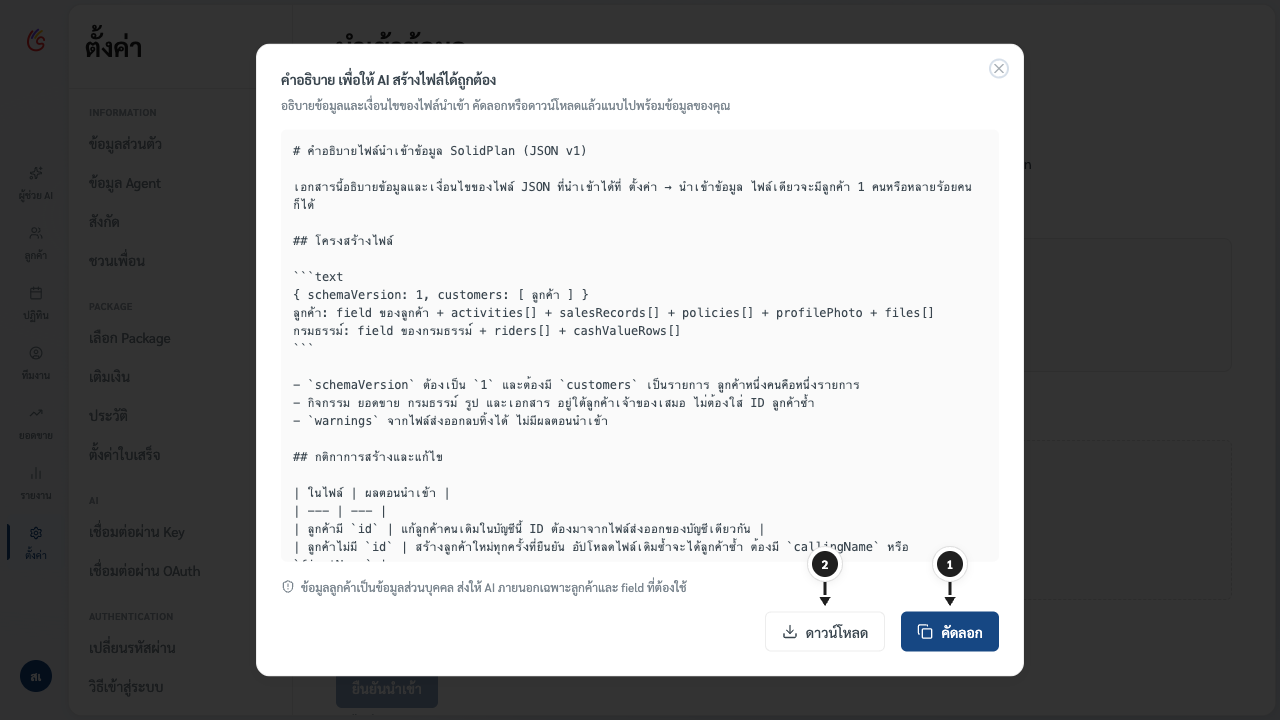 ตั้งค่า
INFORMATION
ข้อมูลส่วนตัว
ข้อมูล Agent
สังกัด
ชวนเพื่อน
PACKAGE
เลือก Package
เติมเงิน
ประวัติ
ตั้งค่าใบเสร็จ
AI
เชื่อมต่อผ่าน Key
เชื่อมต่อผ่าน OAuth
AUTHENTICATION
เปลี่ยนรหัสผ่าน
วิธีเข้าสู่ระบบ
ผู้ช่วย AI
ลูกค้า
ปฏิทิน
ทีมงาน
ยอดขาย
รายงาน
ตั้งค่า
สเ
คำอธิบาย เพื่อให้ AI สร้างไฟล์ได้ถูกต้อง
อธิบายข้อมูลและเงื่อนไขของไฟล์นำเข้า คัดลอกหรือดาวน์โหลดแล้วแนบไปพร้อมข้อมูลของคุณ
# คำอธิบายไฟล์นำเข้าข้อมูล SolidPlan (JSON v1)
เอกสารนี้อธิบายข้อมูลและเงื่อนไขของไฟล์ JSON ที่นำเข้าได้ที่ ตั้งค่า → นำเข้าข้อมูล ไฟล์เดียวจะมีลูกค้า 1 คนหรือหลายร้อยคน
ก็ได้
## โครงสร้างไฟล์
```text
{ schemaVersion: 1, customers: [ ลูกค้า ] }
ลูกค้า: field ของลูกค้า + activities[] + salesRecords[] + policies[] + profilePhoto + files[]
กรมธรรม์: field ของกรมธรรม์ + riders[] + cashValueRows[]
```
- `schemaVersion` ต้องเป็น `1` และต้องมี `customers` เป็นรายการ ลูกค้าหนึ่งคนคือหนึ่งรายการ
- กิจกรรม ยอดขาย กรมธรรม์ รูป และเอกสาร อยู่ใต้ลูกค้าเจ้าของเสมอ ไม่ต้องใส่ ID ลูกค้าซ้ำ
- `warnings` จากไฟล์ส่งออกลบทิ้งได้ ไม่มีผลตอนนำเข้า
## กติกาการสร้างและแก้ไข
| ในไฟล์ | ผลตอนนำเข้า |
| --- | --- |
| ลูกค้ามี `id` | แก้ลูกค้าคนเดิมในบัญชีนี้ ID ต้องมาจากไฟล์ส่งออกของบัญชีเดียวกัน |
| ลูกค้าไม่มี `id` | สร้างลูกค้าใหม่ทุกครั้งที่ยืนยัน อัปโหลดไฟล์เดิมซ้ำจะได้ลูกค้าซ้ำ ต้องมี `callingName` หรือ
ข้อมูลลูกค้าเป็นข้อมูลส่วนบุคคล ส่งให้ AI ภายนอกเฉพาะลูกค้าและ field ที่ต้องใช้
2
1
ดาวน์โหลด
คัดลอก
ยืนยันนำเข้า